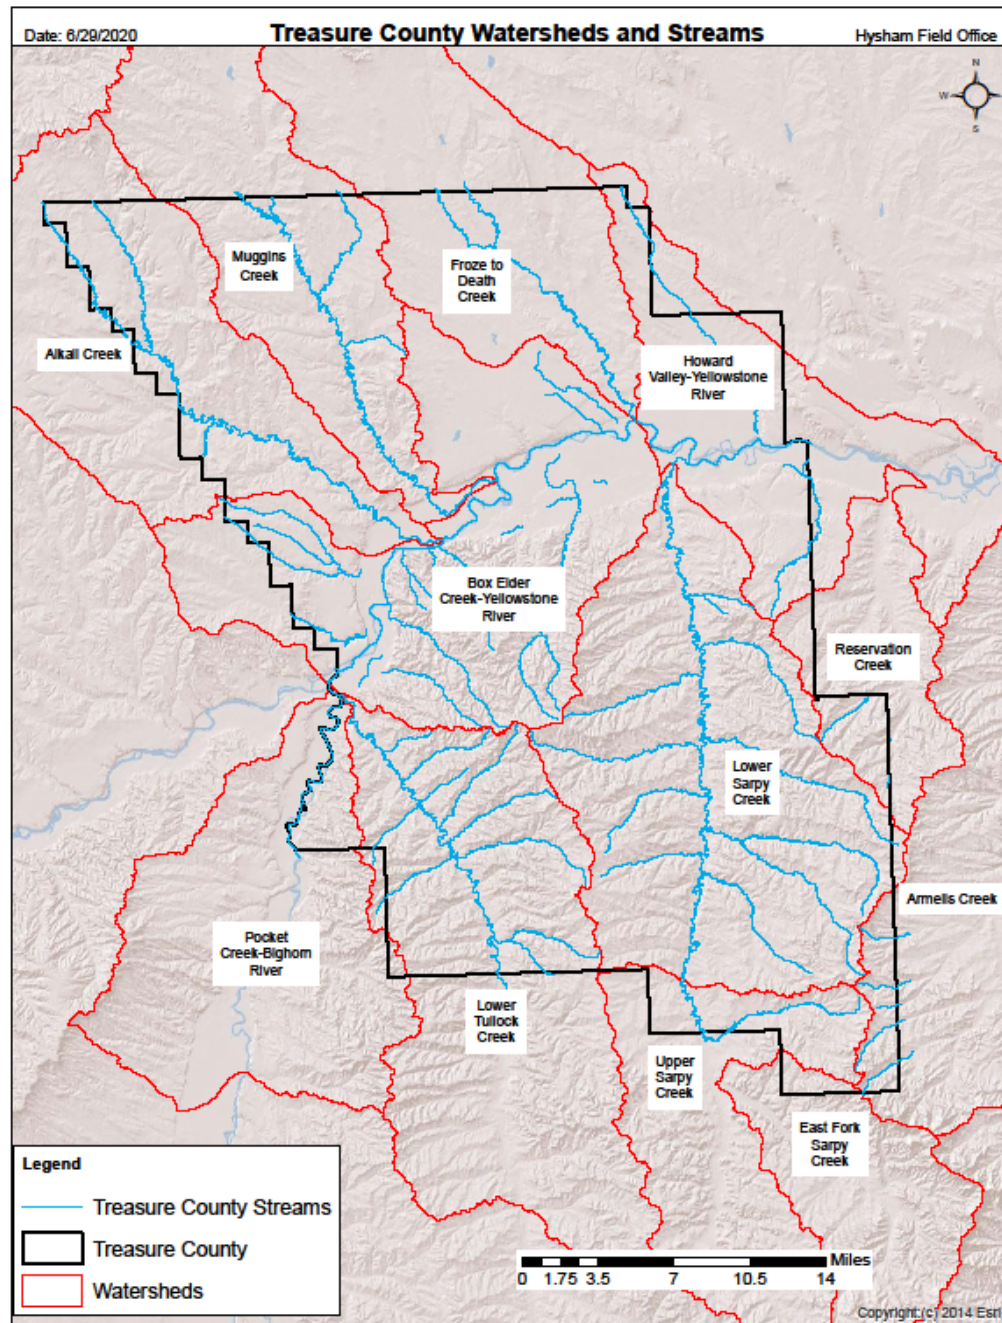 Date: 6/29/2020
Treasure County Watersheds and Streams
Hysham Field Office
N
W
S
Muggins
Creek
Froze to
Death
Creek
Alkali Creek
Howard
Valley-Yellowstone
River
Box Elder
Creek-Yellowstone
River
Reservation
Creek
Lower
Sarpy
Creek
Armells Creek
Pocket
Creek-Bighorn
River
Lower
Tullock
Creek
Upper
Sarpy
Creek
East Fork
Sarpy
Creek
Legend
Treasure County Streams
Treasure County
Watersheds
Miles
0 1.75 3.5 7 10.5 14
Copyright:(c) 2014 Esri